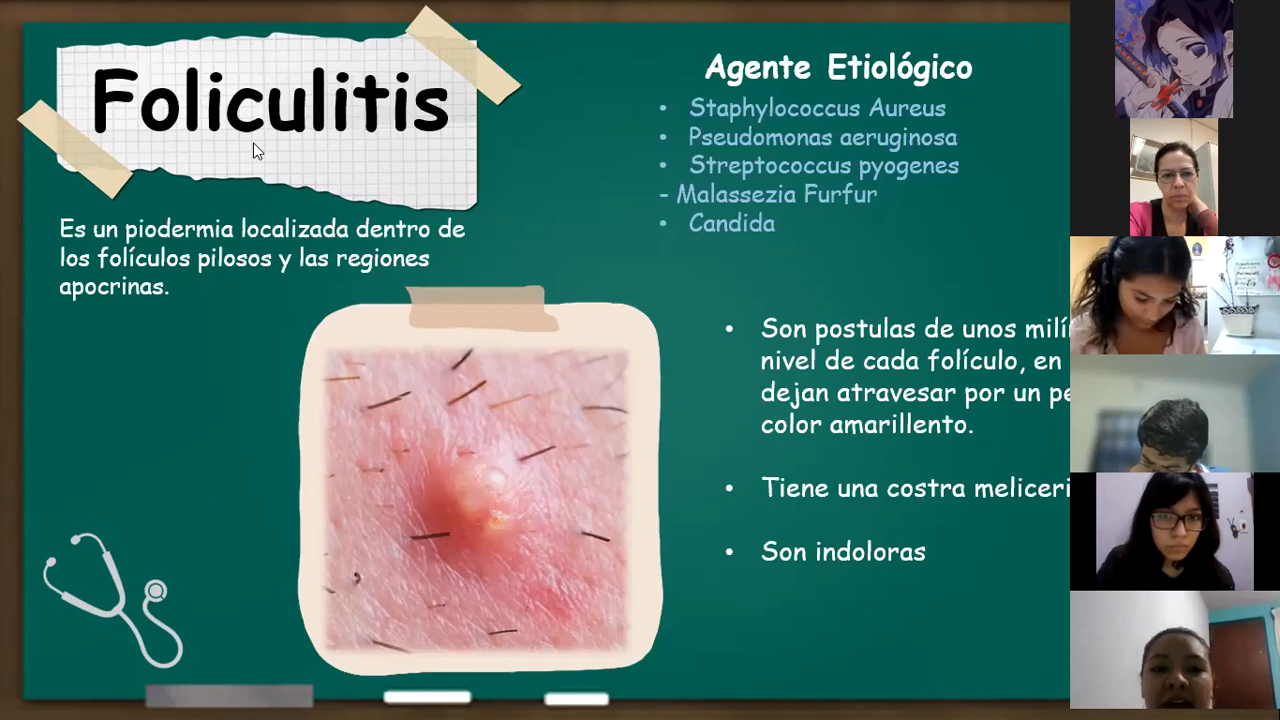 Foliculitis
Es un piodermia localizada dentro de
los folículos pilosos y las regiones
apocrinas.
Agente Etiológico
• Staphylococcus Aureus
• Pseudomonas aeruginosa
• Streptococcus pyogenes
- Malassezia Furfur
• Candida
• Son postulas de unos
nivel de cada folículo, en
dejan atravesar por un
color amarillento.
• Tiene una costra
• Son indoloras